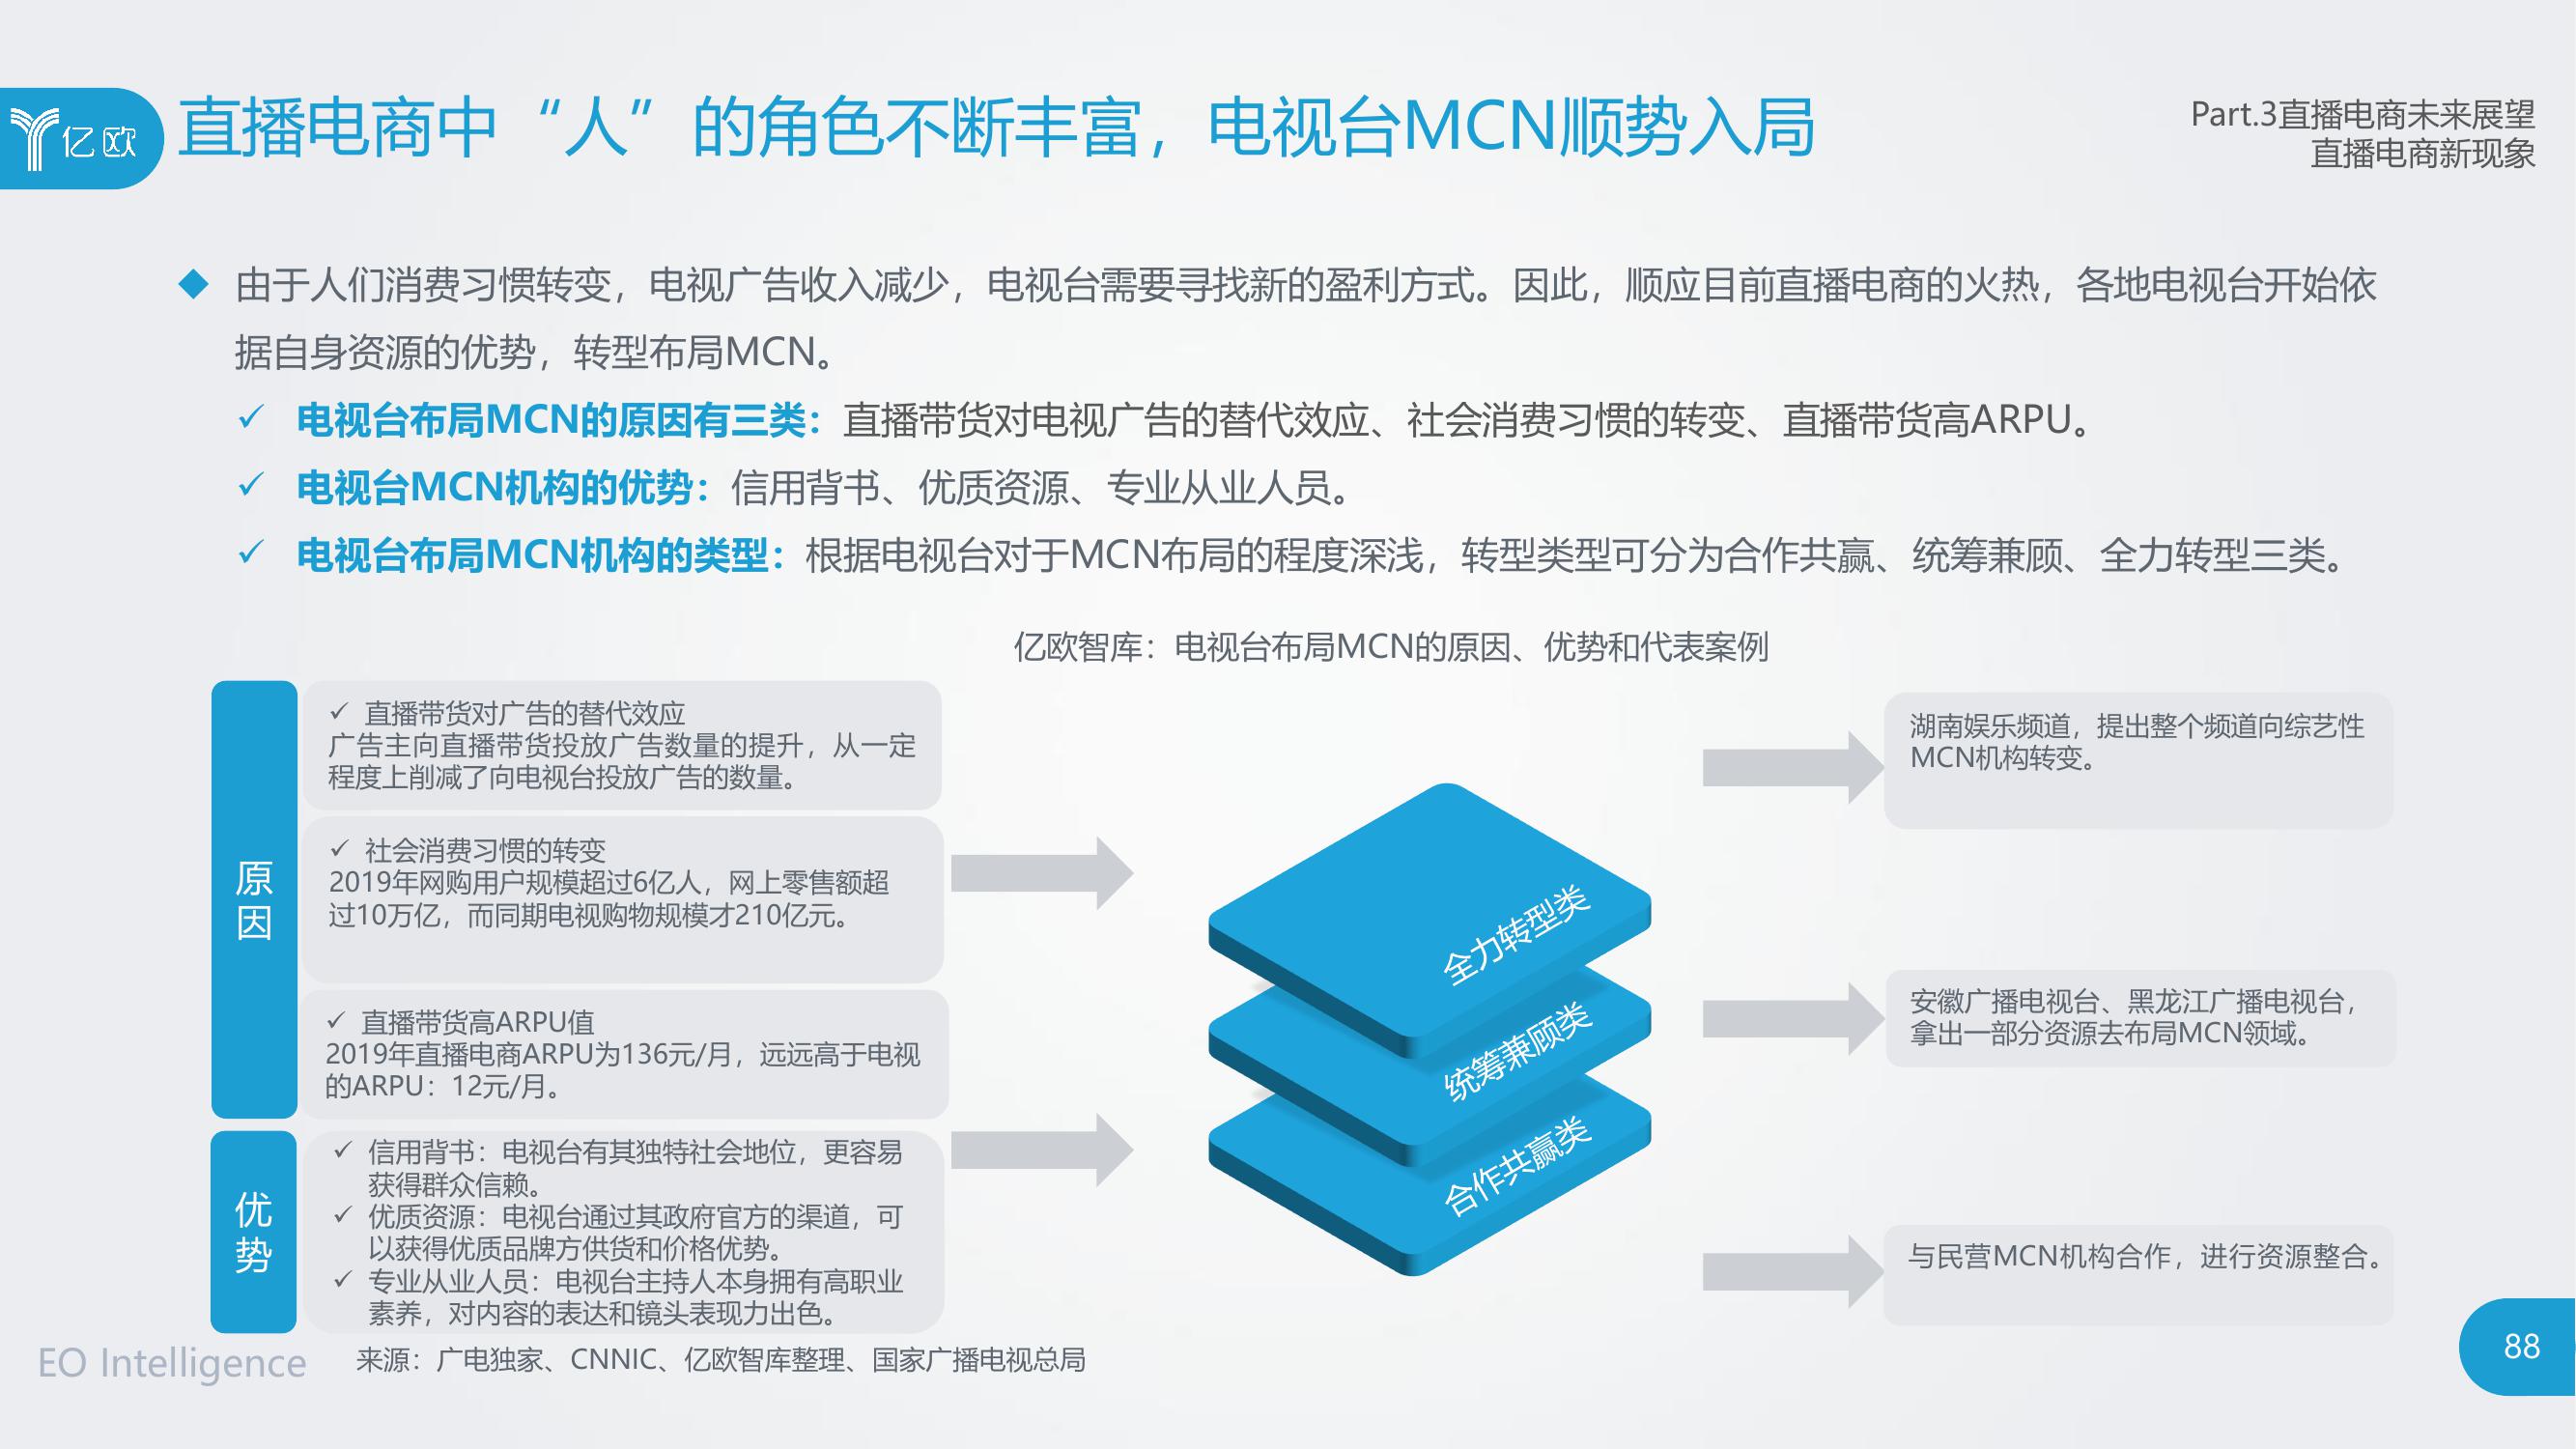 亿欧
直播电商中“人”的角色不断丰富，电视台MCN顺势入局
Part.3直播电商未来展望
直播电商新现象
由于人们消费习惯转变，电视广告收入减少，电视台需要寻找新的盈利方式。因此，顺应目前直播电商的火热，各地电视台开始依
据自身资源的优势，转型布局MCN。
✓ 电视台布局MCN的原因有三类：直播带货对电视广告的替代效应、社会消费习惯的转变、直播带货高ARPU。
✓ 电视台MCN机构的优势：信用背书、优质资源、专业从业人员。
✓ 电视台布局MCN机构的类型：根据电视台对于MCN布局的程度深浅，转型类型可分为合作共赢、统筹兼顾、全力转型三类。
亿欧智库：电视台布局MCN的原因、优势和代表案例
原
因
✓ 直播带货对广告的替代效应
广告主向直播带货投放广告数量的提升，从一定
程度上削减了向电视台投放广告的数量。
✓ 社会消费习惯的转变
2019年网购用户规模超过6亿人，网上零售额超
过10万亿，而同期电视购物规模才210亿元。
✓ 直播带货高ARPU值
2019年直播电商ARPU为136元/月，远远高于电视
的ARPU：12元/月。
优
势
✓ 信用背书：电视台有其独特社会地位，更容易
获得群众信赖。
✓ 优质资源：电视台通过其政府官方的渠道，可
以获得优质品牌方供货和价格优势。
✓ 专业从业人员：电视台主持人本身拥有高职业
素养，对内容的表达和镜头表现力出色。
全力转型类
统筹兼顾类
合作共赢类
湖南娱乐频道，提出整个频道向综艺性
MCN机构转变。
安徽广播电视台、黑龙江广播电视台，
拿出一部分资源去布局MCN领域。
与民营MCN机构合作，进行资源整合。
EO Intelligence
来源：广电独家、CNNIC、亿欧智库整理、国家广播电视总局
88